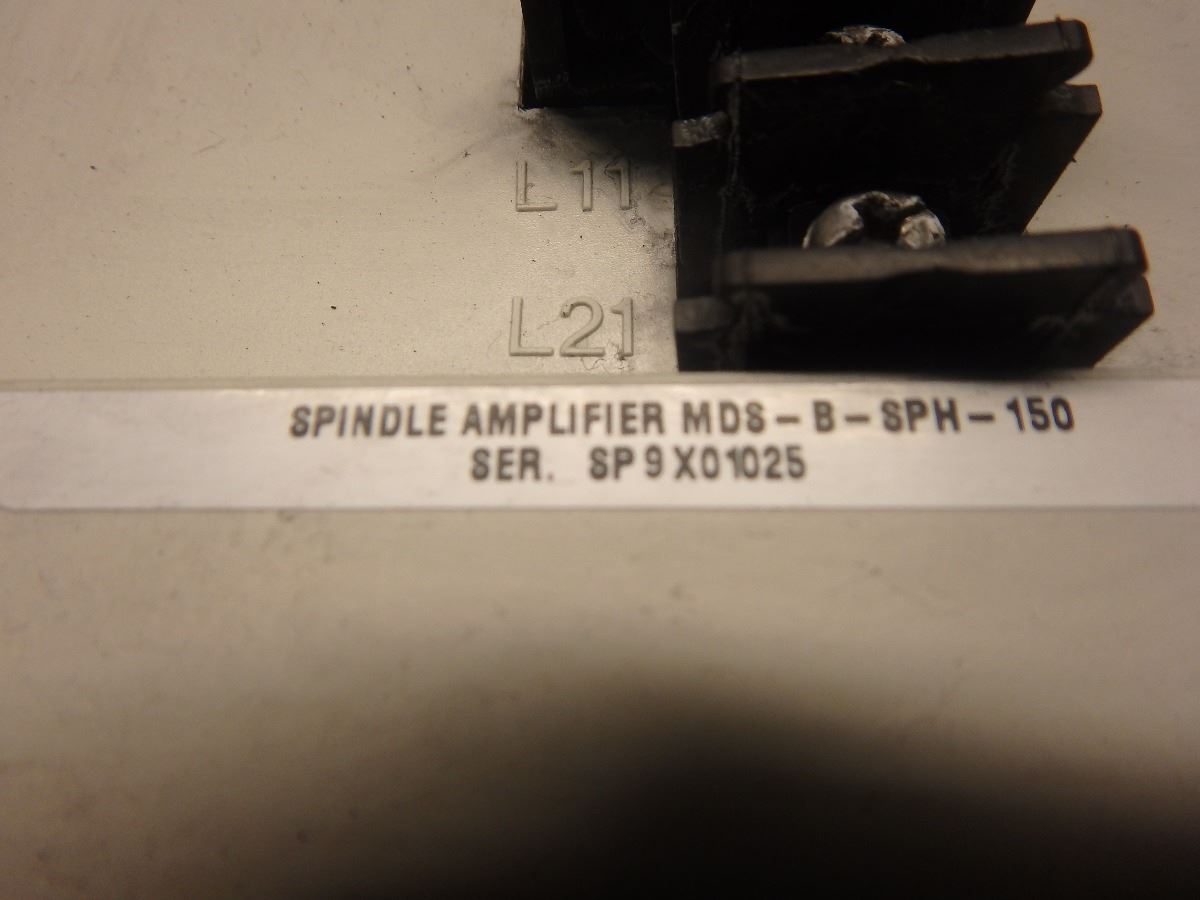 L11
L21
SPINDLE AMPLIFIER MDS-B-SPH-150
SER. SP9X01025